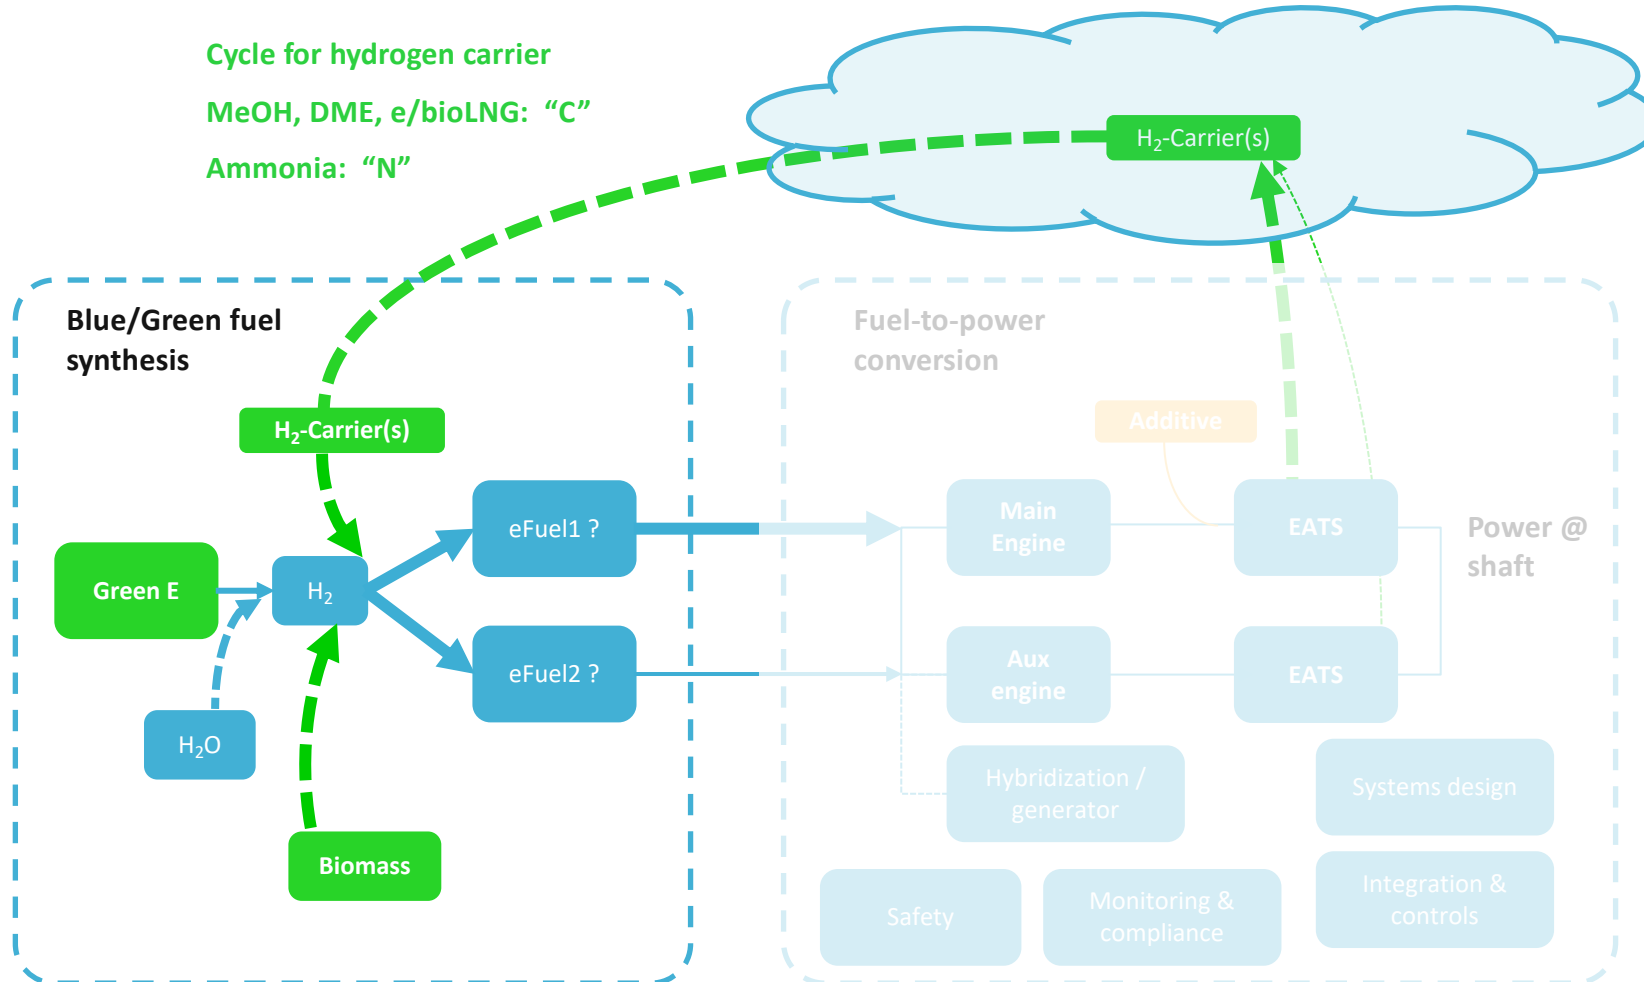 Cycle for hydrogen carrier
MeOH, DME, e/bioLNG: “C”
Ammonia: “N”
H₂-Carrier(s)
Blue/Green fuel
synthesis
H₂-Carrier(s)
Green E
H₂
H₂O
Biomass
eFuel1 ?
eFuel2 ?
Fuel-to-power
conversion
Additive
Main
Engine
EATS
Power @
shaft
Aux
engine
EATS
Hybridization /
generator
Systems design
Safety
Monitoring &
compliance
Integration &
controls